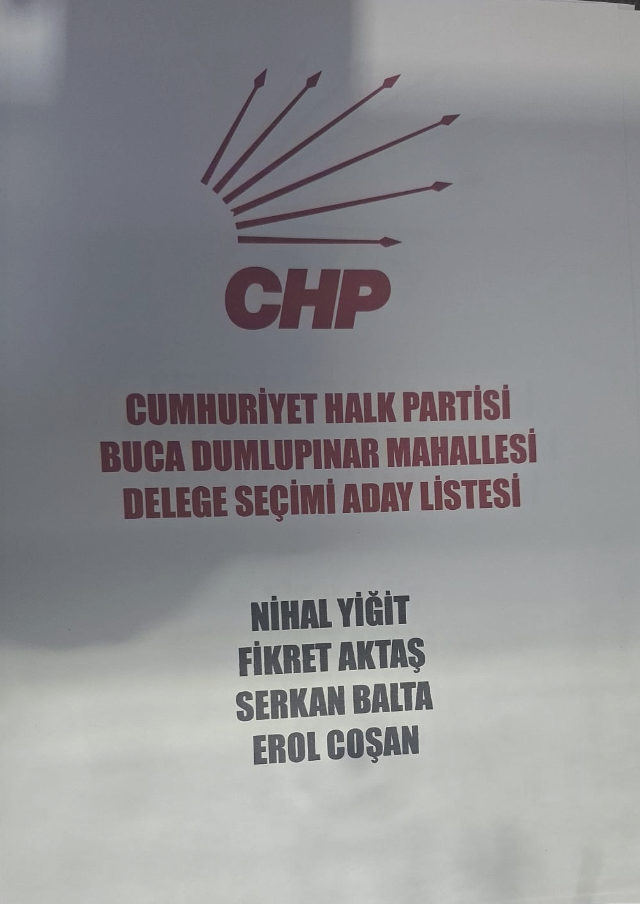 CHP
CUMHURİYET HALK PARTİSİ
BUCA DUMLUPINAR MAHALLESİ
DELEGE SEÇİMİ ADAY LİSTESİ
NİHAL YİĞİT
FİKRET AKTAŞ
SERKAN BALTA
EROL COŞAN